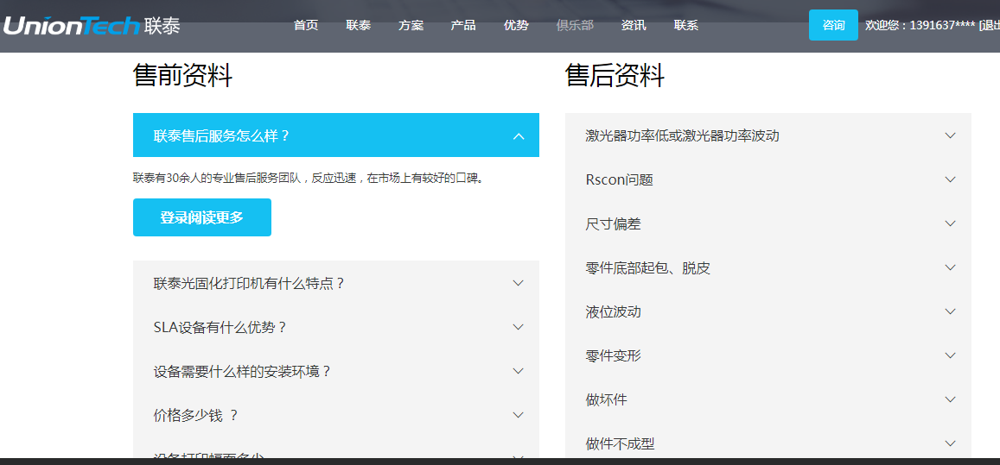 UnionTech 联泰
首页 联泰 方案 产品 优势 俱乐部 资讯 联系
咨询 欢迎您：1391637**** [退出
售前资料
联泰售后服务怎么样？
联泰有30余人的专业售后服务团队，反应迅速，在市场上有较好的口碑。
登录阅读更多
联泰光固化打印机有什么特点？
SLA设备有什么优势？
设备需要什么样的安装环境？
价格多少钱 ？
设备打印幅面多少
售后资料
激光器功率低或激光器功率波动
Rscon问题
尺寸偏差
零件底部起包、脱皮
液位波动
零件变形
做坏件
做件不成型